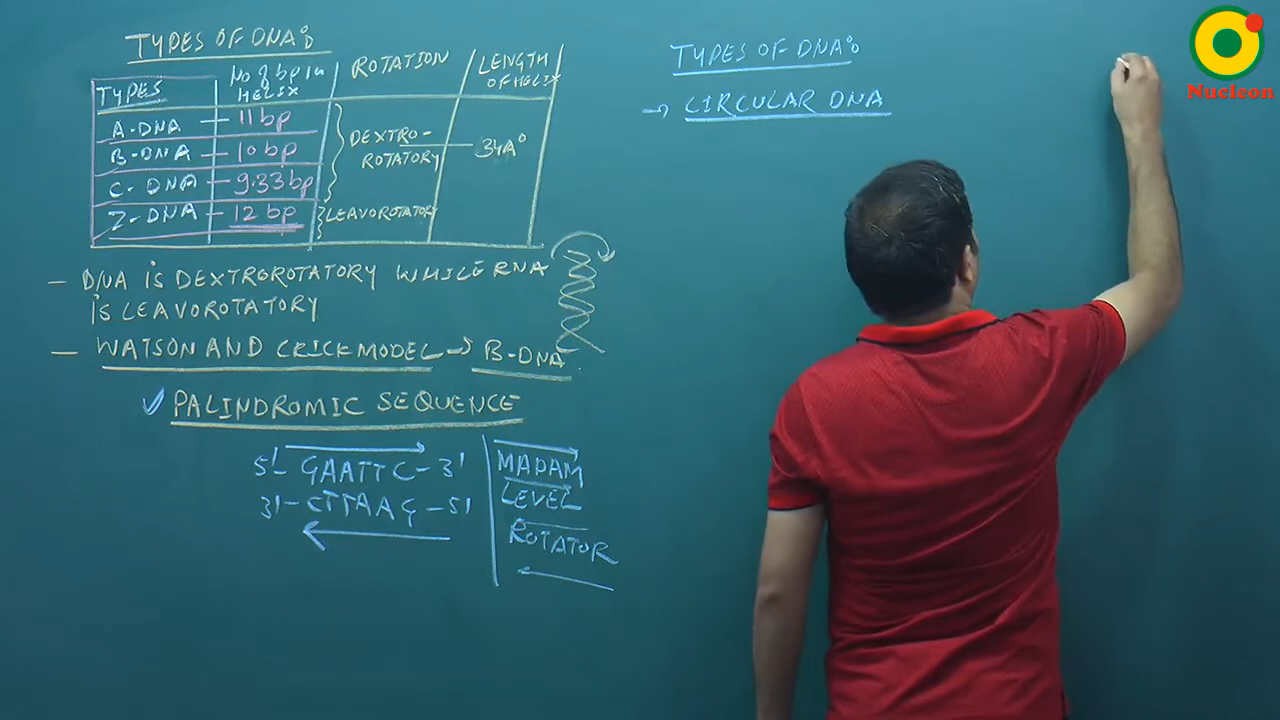 TYPES OF DNA:
TYPES
No of bp in HELIX
ROTATION
LENGTH OF HELIX
A-DNA — 11 bp
B-DNA — 10 bp
C-DNA — 9.33 bp
Z-DNA — 12 bp
DEXTRO-
ROTATORY — 34A°
LEAVOROTATORY
— DNA IS DEXTROROTATORY WHILE RNA
IS LEAVOROTATORY
— WATSON AND CRICK MODEL → B-DNA
✓ PALINDROMIC SEQUENCE
5'- GAATTC-3'
3'-CTTAAG-5'
MADAM
LEVEL
ROTATOR
TYPES OF DNA:
→ CIRCULAR DNA
Nucleon